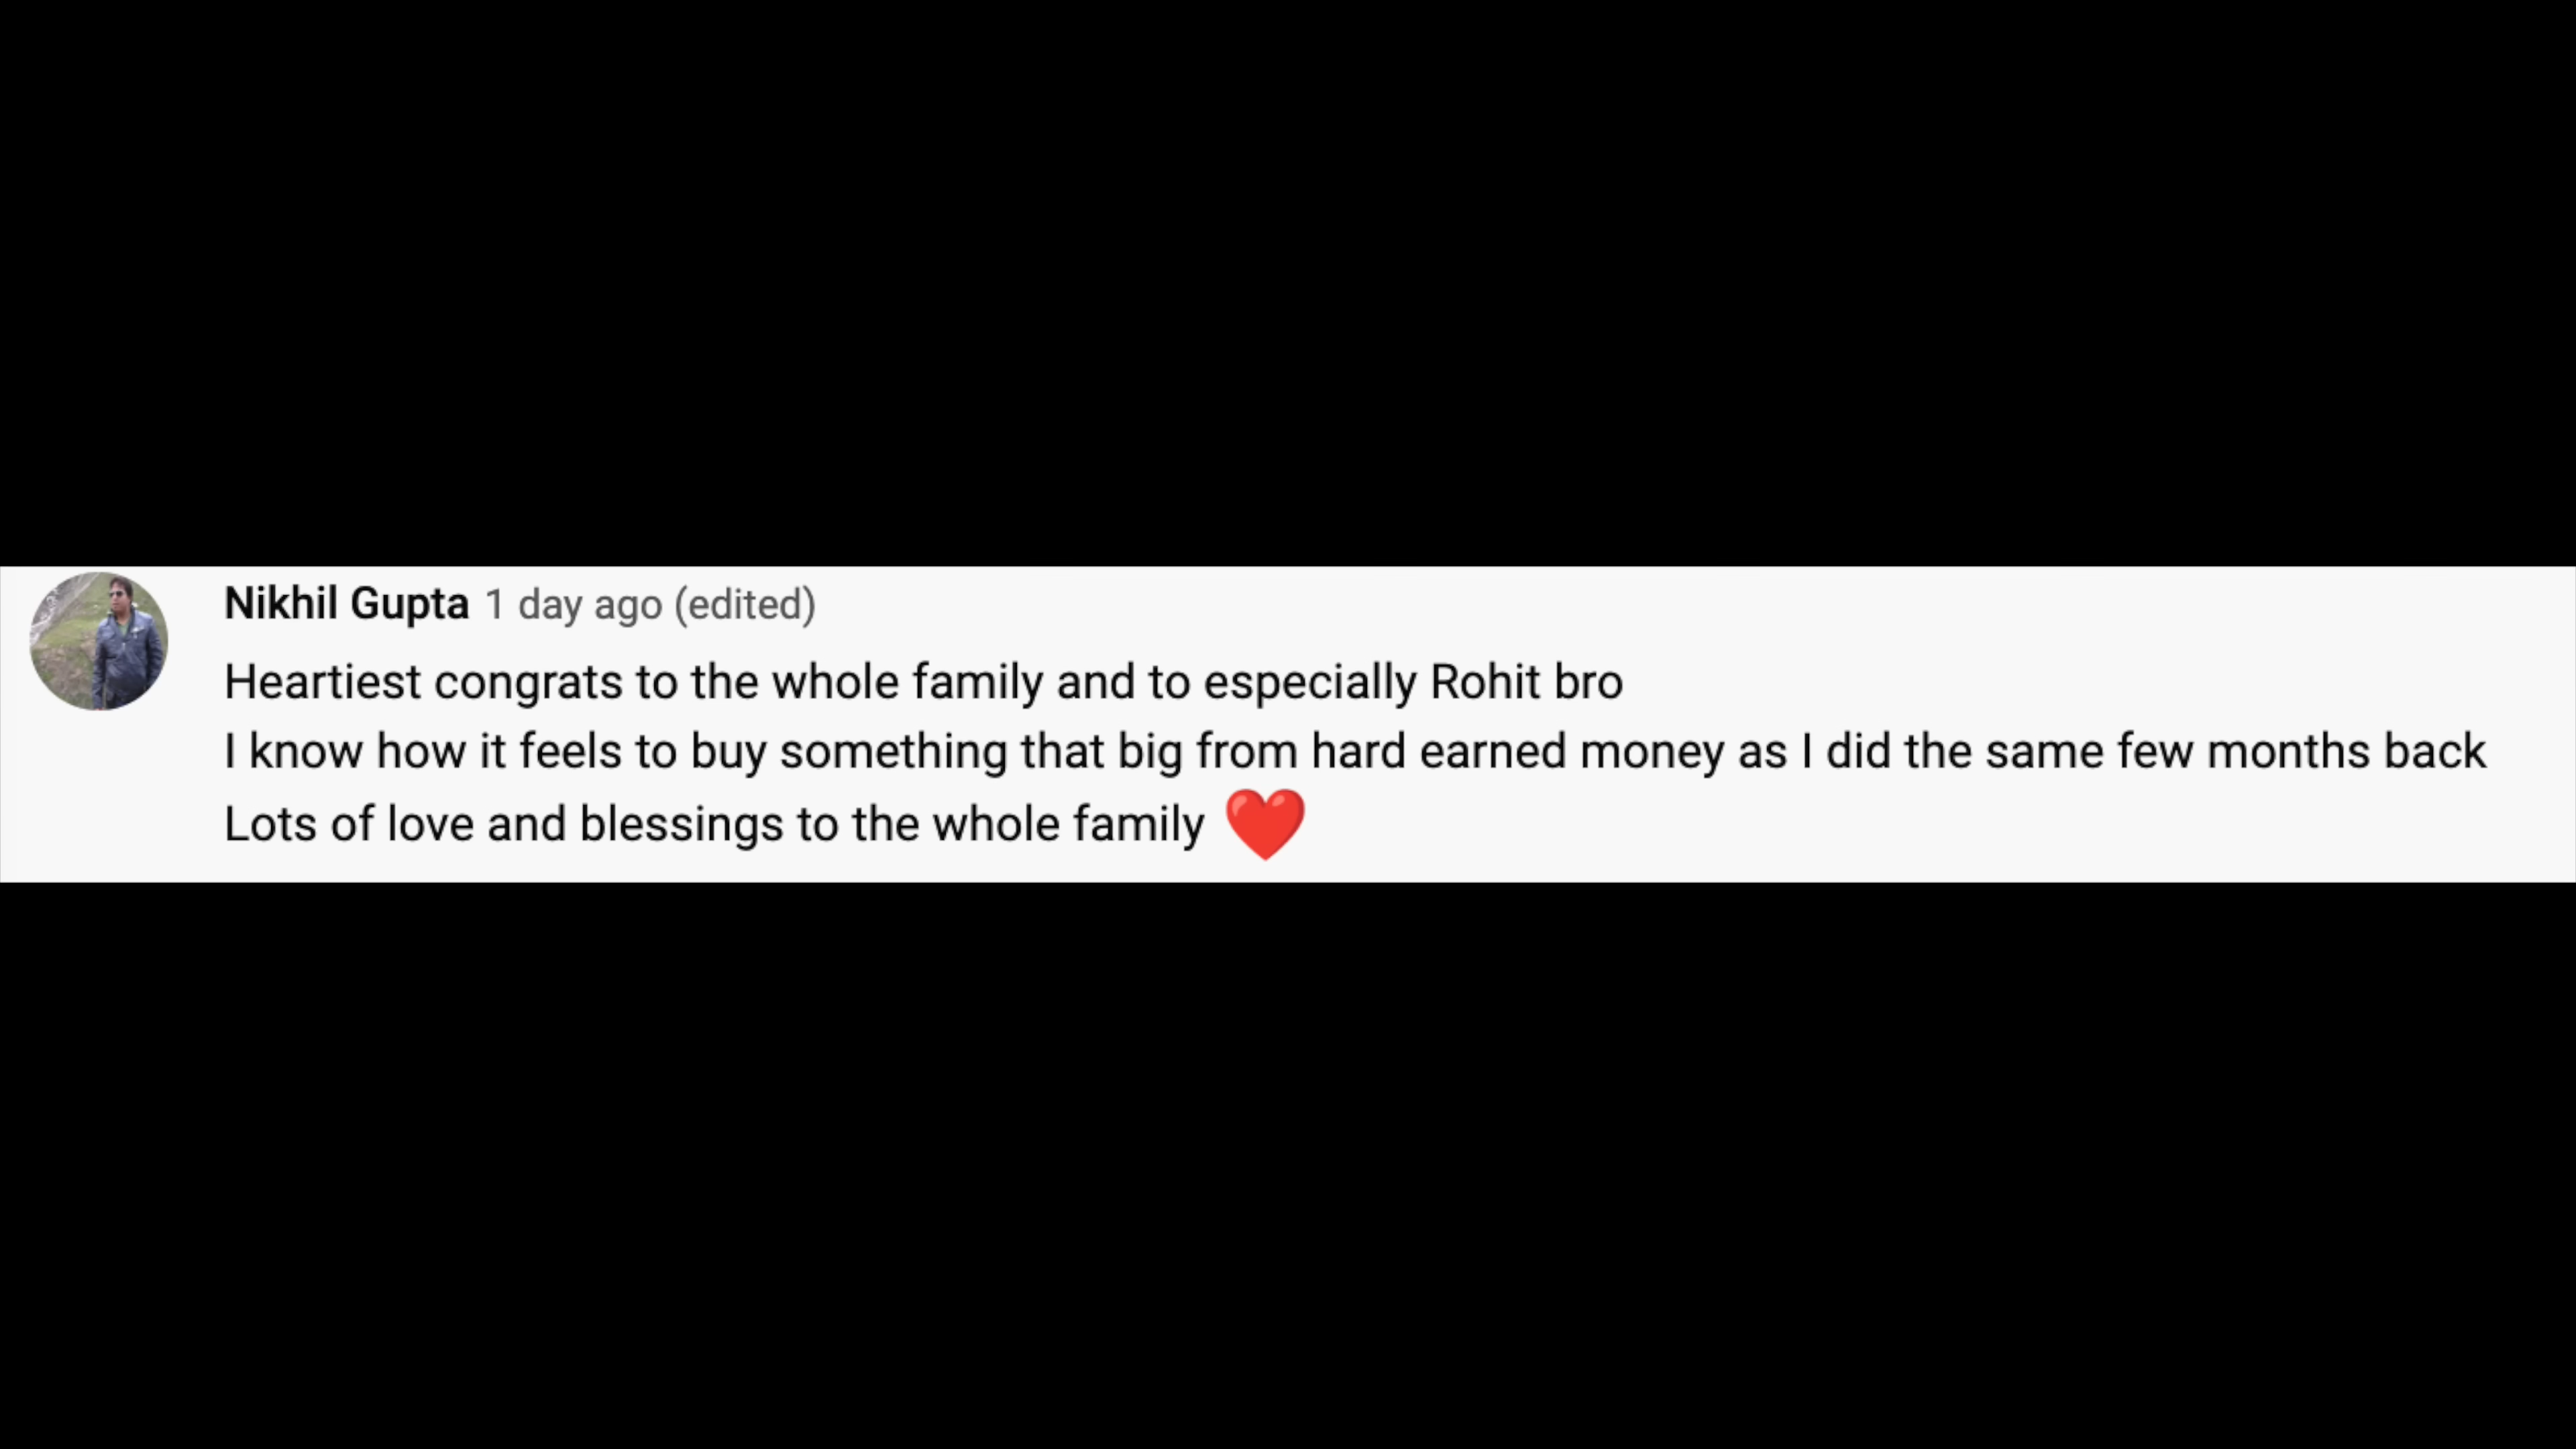 Nikhil Gupta 1 day ago (edited)
Heartiest congrats to the whole family and to especially Rohit bro
I know how it feels to buy something that big from hard earned money as I did the same few months back
Lots of love and blessings to the whole family ❤️